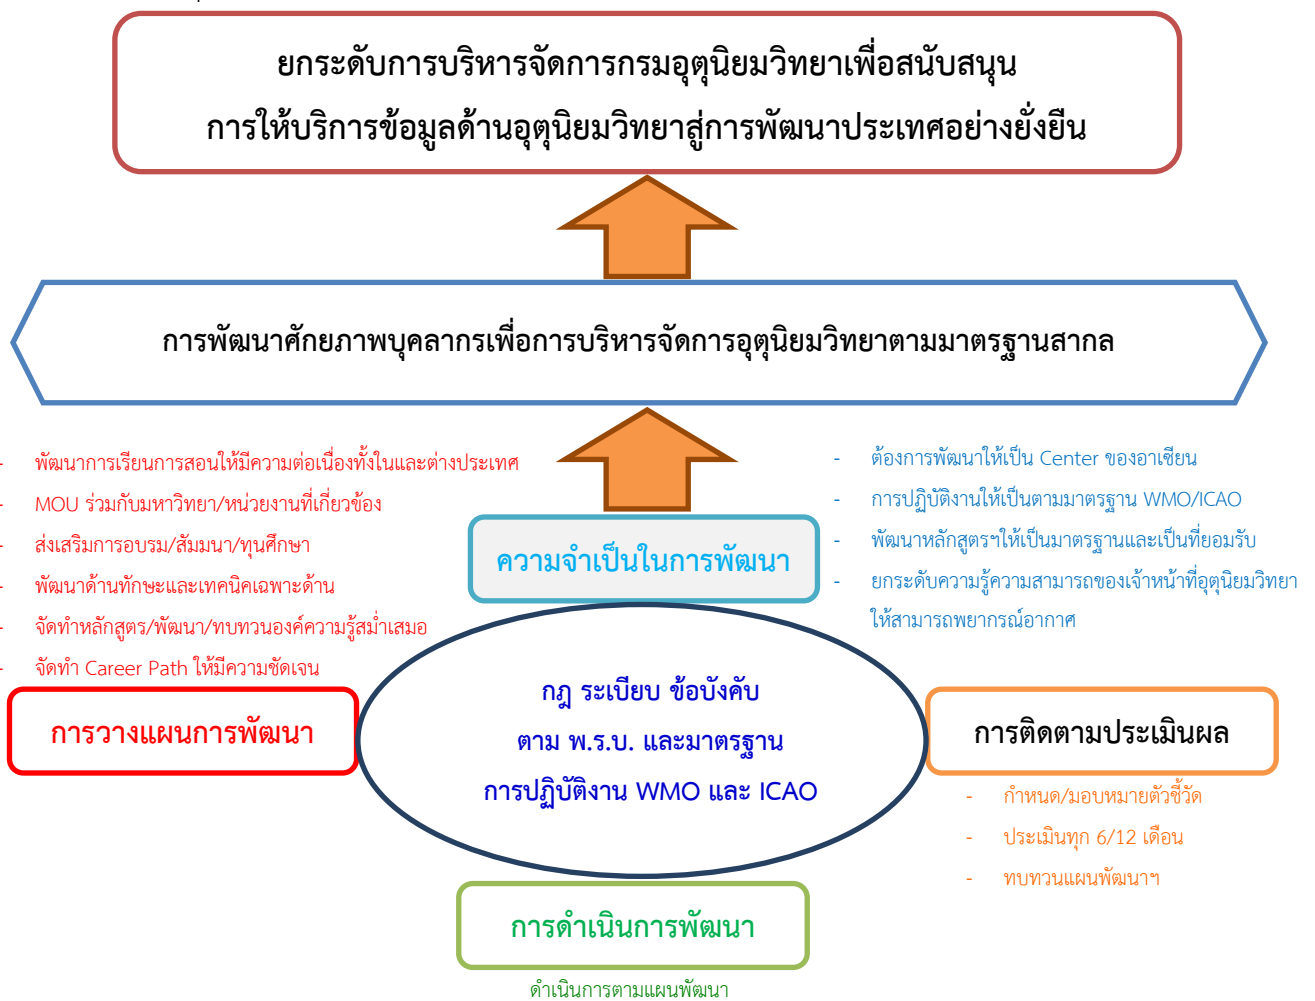 ยกระดับการบริหารจัดการกรมอุตุนิยมวิทยาเพื่อสนับสนุน
การให้บริการข้อมูลด้านอุตุนิยมวิทยาสู่การพัฒนาประเทศอย่างยั่งยืน
การพัฒนาศักยภาพบุคลากรเพื่อการบริหารจัดการอุตุนิยมวิทยาตามมาตรฐานสากล
- พัฒนาการเรียนการสอนให้มีความต่อเนื่องทั้งในและต่างประเทศ
- MOU ร่วมกับมหาวิทยา/หน่วยงานที่เกี่ยวข้อง
- ส่งเสริมการอบรม/สัมมนา/ทุนศึกษา
- พัฒนาด้านทักษะและเทคนิคเฉพาะด้าน
- จัดทำหลักสูตร/พัฒนา/ทบทวนองค์ความรู้สม่ำเสมอ
- จัดทำ Career Path ให้มีความชัดเจน
- ต้องการพัฒนาให้เป็น Center ของอาเซียน
- การปฏิบัติงานให้เป็นตามมาตรฐาน WMO/ICAO
- พัฒนาหลักสูตรฯให้เป็นมาตรฐานและเป็นที่ยอมรับ
- ยกระดับความรู้ความสามารถของเจ้าหน้าที่อุตุนิยมวิทยา
ให้สามารถพยากรณ์อากาศ
ความจำเป็นในการพัฒนา
กฎ ระเบียบ ข้อบังคับ
ตาม พ.ร.บ. และมาตรฐาน
การปฏิบัติงาน WMO และ ICAO
การวางแผนการพัฒนา
การติดตามประเมินผล
- กำหนด/มอบหมายตัวชี้วัด
- ประเมินทุก 6/12 เดือน
- ทบทวนแผนพัฒนาฯ
การดำเนินการพัฒนา
ดำเนินการตามแผนพัฒนา